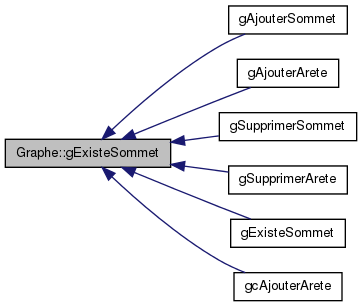 gAjouterSommet
gAjouterArete
gSupprimerSommet
Graphe::gExisteSommet
gSupprimerArete
gExisteSommet
gcAjouterArete